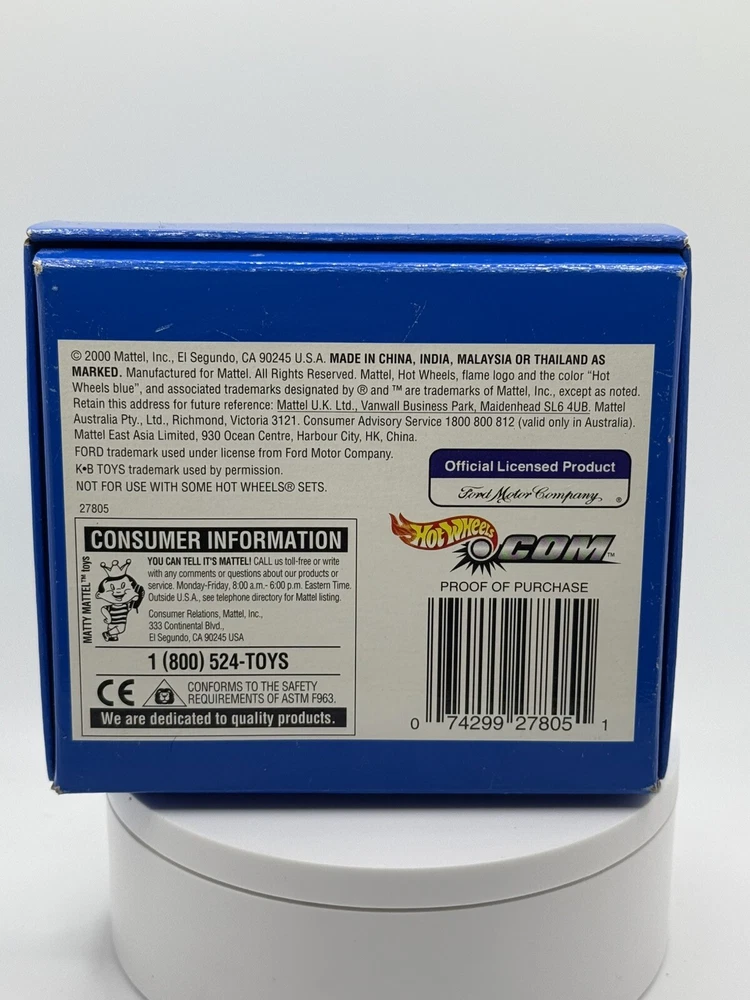 © 2000 Mattel, Inc., El Segundo, CA 90245 U.S.A. MADE IN CHINA, INDIA, MALAYSIA OR THAILAND AS
MARKED. Manufactured for Mattel. All Rights Reserved. Mattel, Hot Wheels, flame logo and the color "Hot
Wheels blue", and associated trademarks designated by ® and ™ are trademarks of Mattel, Inc., except as noted.
Retain this address for future reference: Mattel U.K. Ltd., Vanwall Business Park, Maidenhead SL6 4UB. Mattel
Australia Pty., Ltd., Richmond, Victoria 3121. Consumer Advisory Service 1800 800 812 (valid only in Australia).
Mattel East Asia Limited, 930 Ocean Centre, Harbour City, HK, China.
FORD trademark used under license from Ford Motor Company.
K•B TOYS trademark used by permission.
NOT FOR USE WITH SOME HOT WHEELS® SETS.
27805
Official Licensed Product
Ford Motor Company ®
HOT WHEELS
.COM™
PROOF OF PURCHASE
0 74299 27805 1
CONSUMER INFORMATION
MATTY MATTEL™ toys
YOU CAN TELL IT'S MATTEL! CALL us toll-free or write
with any comments or questions about our products or
service. Monday-Friday, 8:00 a.m.- 6:00 p.m. Eastern Time.
Outside U.S.A., see telephone directory for Mattel listing.
Consumer Relations, Mattel, Inc.,
333 Continental Blvd.,
El Segundo, CA 90245 USA
1 (800) 524-TOYS
CE
CONFORMS TO THE SAFETY
REQUIREMENTS OF ASTM F963.
We are dedicated to quality products.